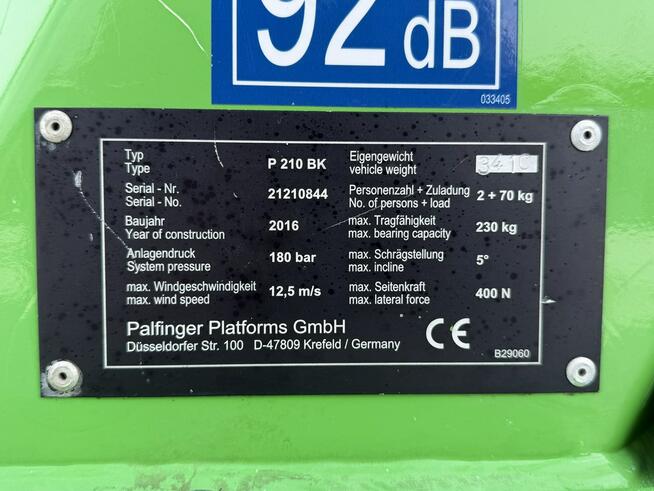 92 dB
033405
Typ P 210 BK Eigengewicht 3410
Type vehicle weight
Serial - Nr. 21210844 Personenzahl + Zuladung 2 + 70 kg
Serial - No. No. of persons + load
Baujahr 2016 max. Tragfähigkeit 230 kg
Year of construction max. bearing capacity
Anlagendruck 180 bar max. Schrägstellung 5°
System pressure max. incline
max. Windgeschwindigkeit 12,5 m/s max. Seitenkraft 400 N
max. wind speed max. lateral force
Palfinger Platforms GmbH CE
Düsseldorfer Str. 100 D-47809 Krefeld / Germany
B29060